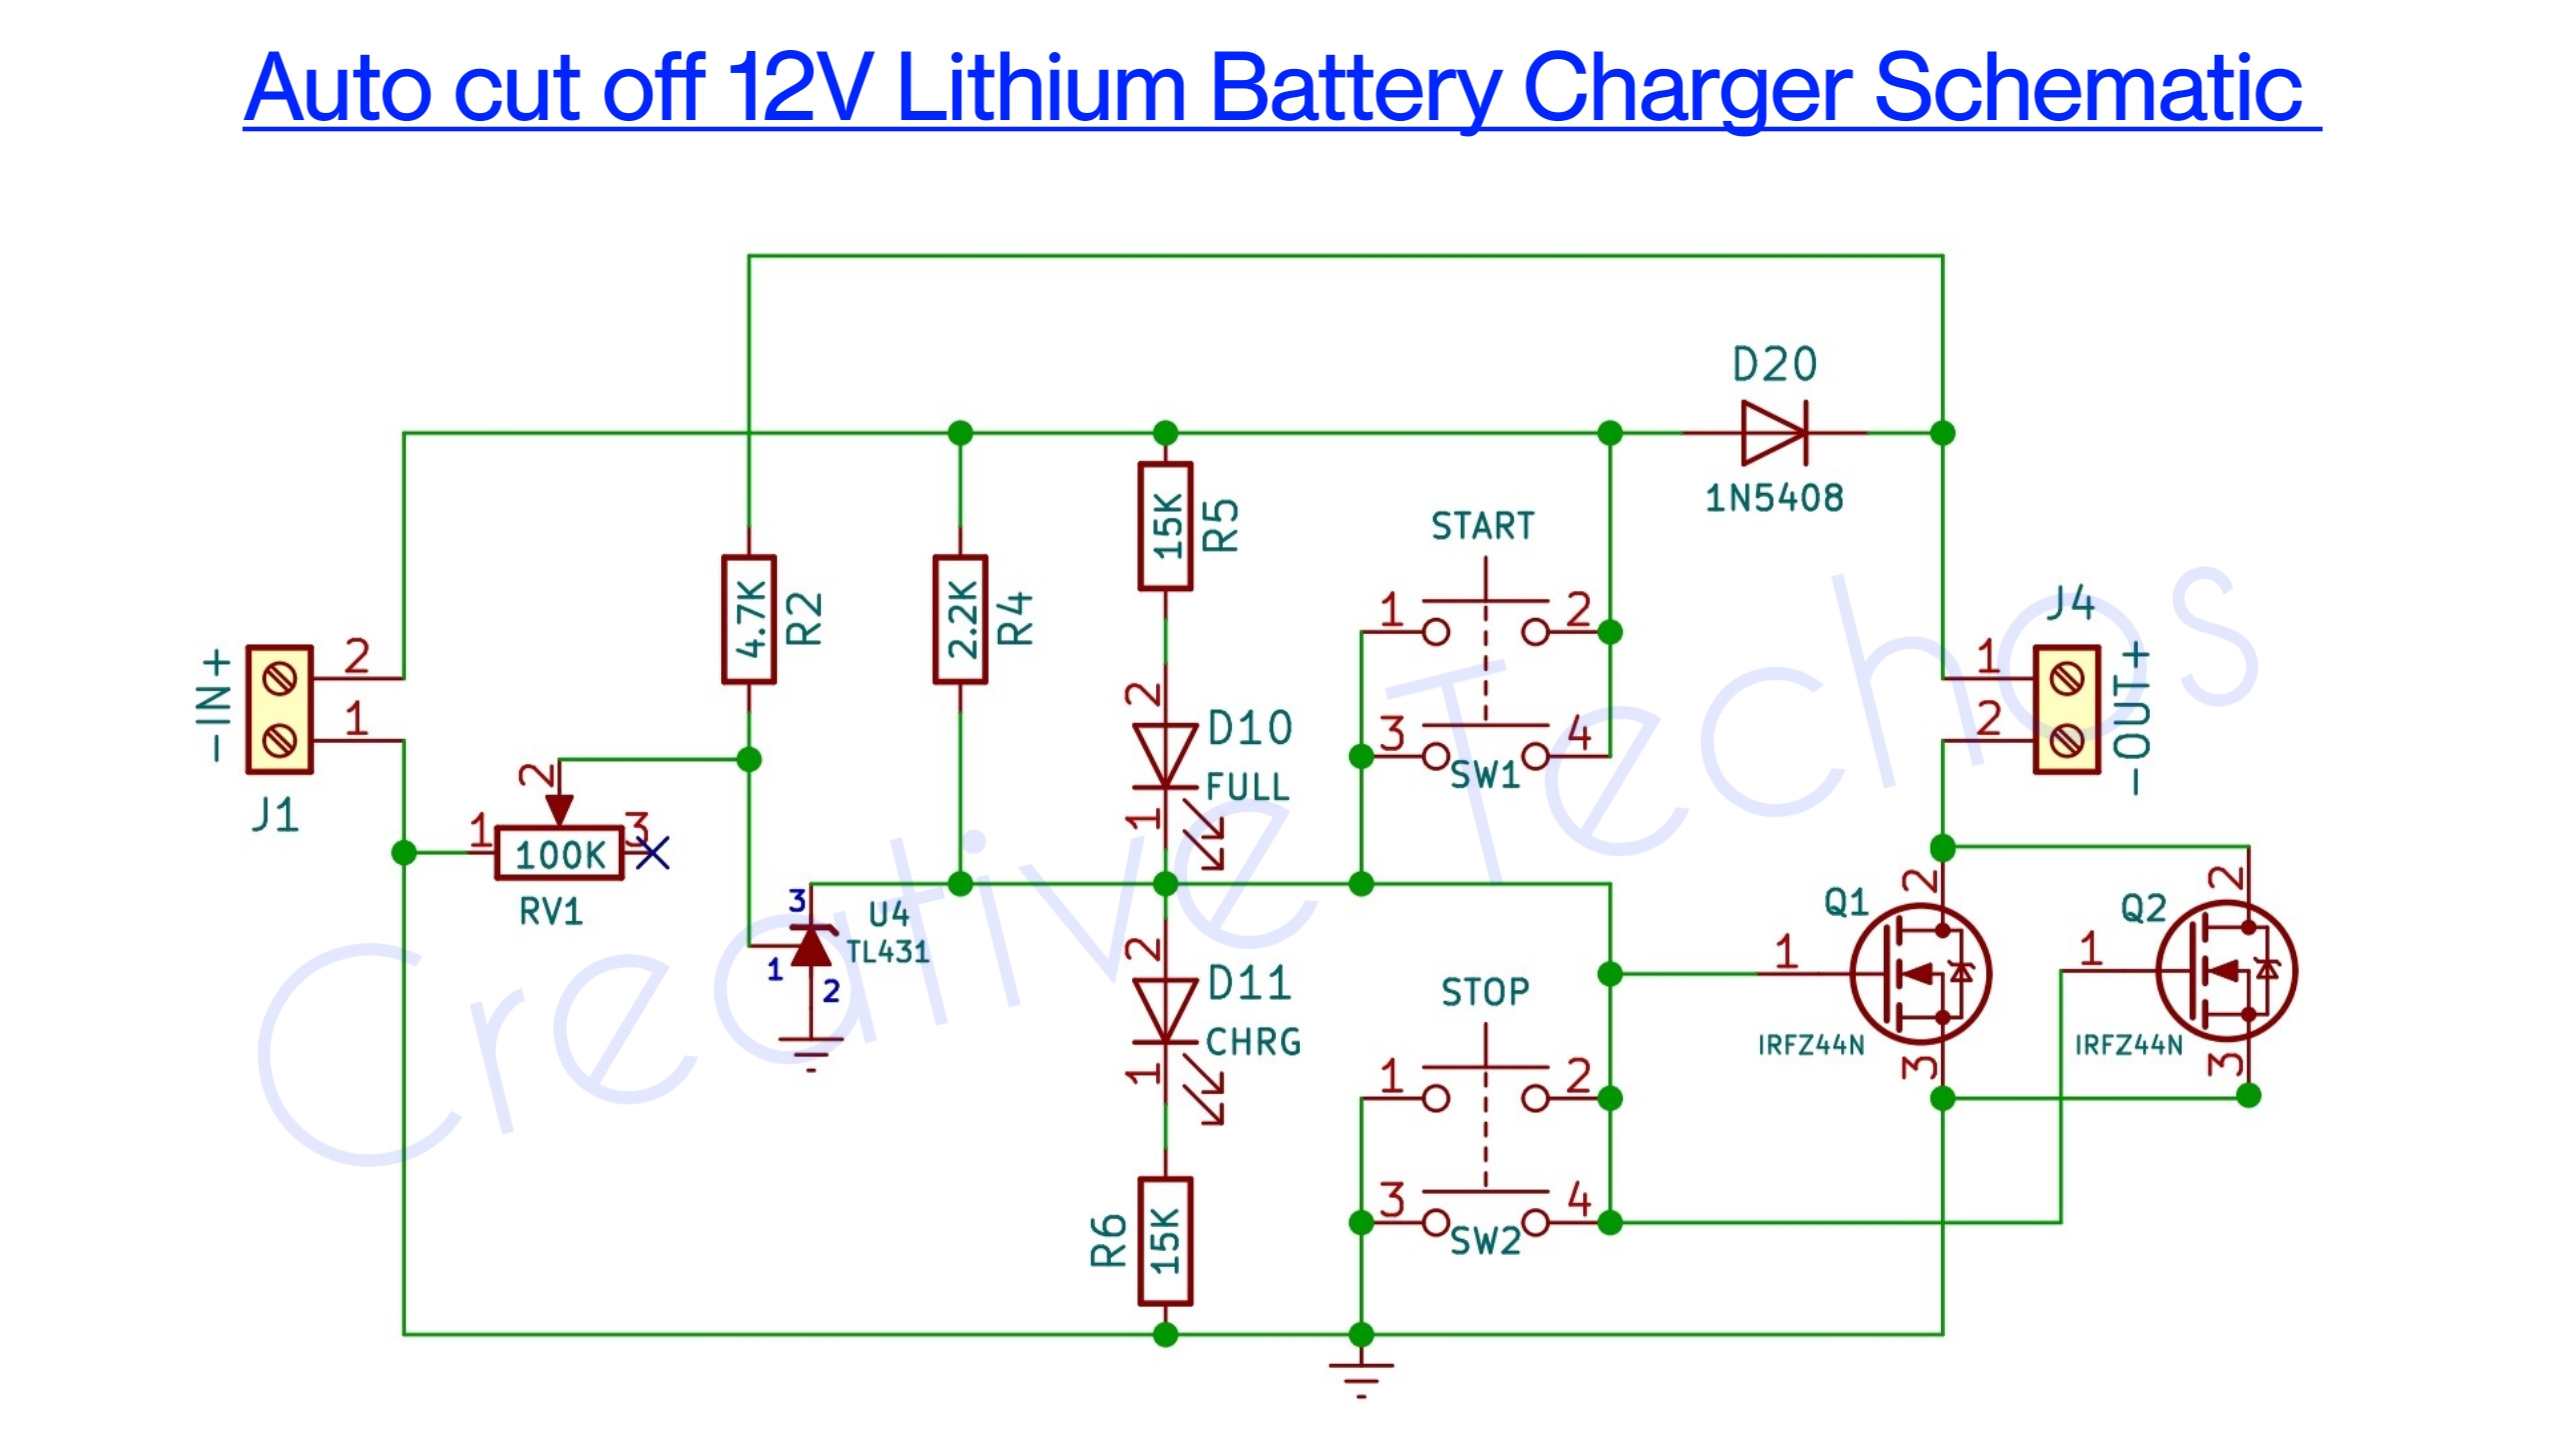 Auto cut off 12V Lithium Battery Charger Schematic
D20
1N5408
15K
R5
START
1
2
3
4
SW1
4.7K
R2
2.2K
R4
J4
1
2
-OUT+
-IN+
2
1
J1
2
1
3
100K
RV1
2
D10
FULL
1
3
U4
TL431
1
2
2
D11
CHRG
1
STOP
1
2
3
4
SW2
R6
15K
Q1
2
1
IRFZ44N
3
Q2
2
1
IRFZ44N
3
Creative Techos